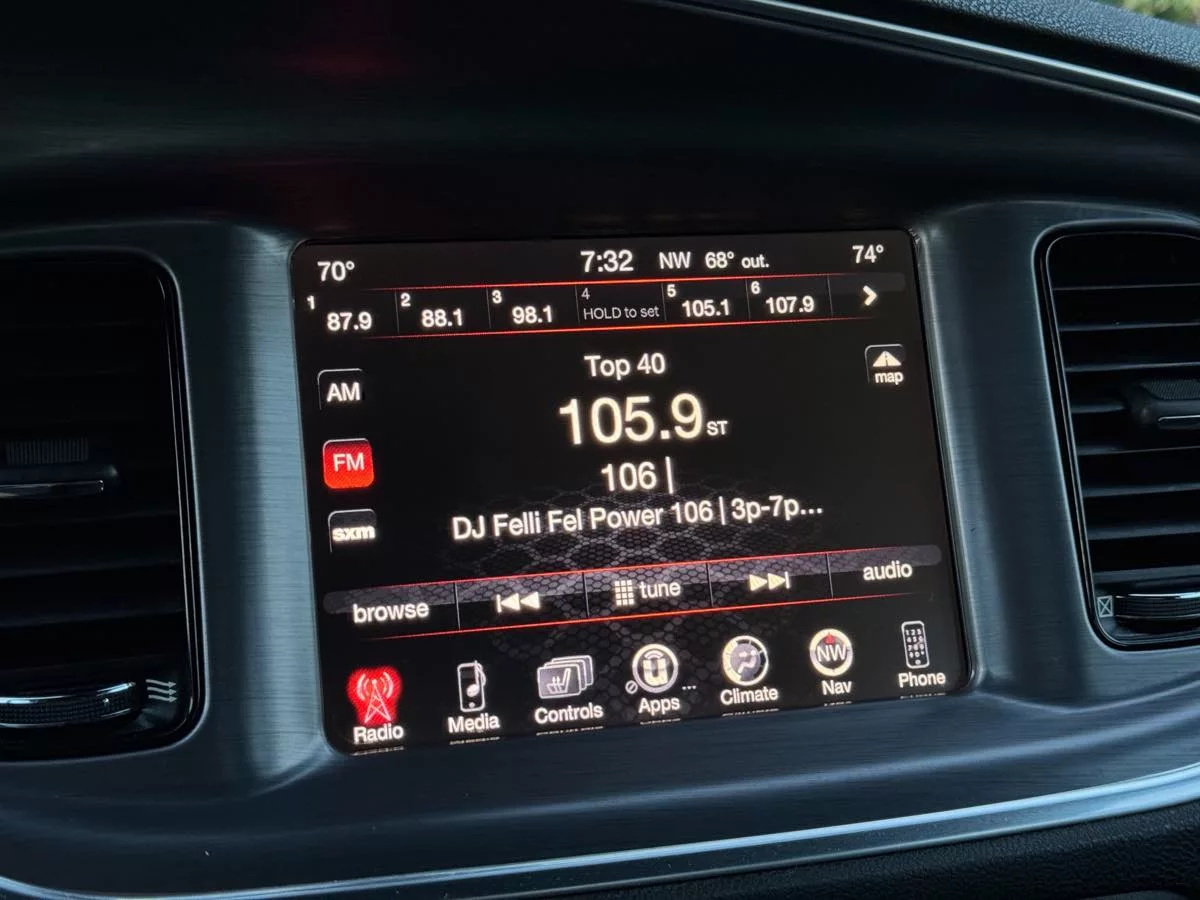 70° 7:32 NW 68° out. 74°
1 87.9 2 88.1 3 98.1 4 HOLD to set 5 105.1 6 107.9
Top 40
map
AM
105.9 ST
FM
106 |
DJ Felli Fel Power 106 | 3p-7p...
sxm
browse tune audio
Radio Media Controls Apps ... Climate NW Nav Phone